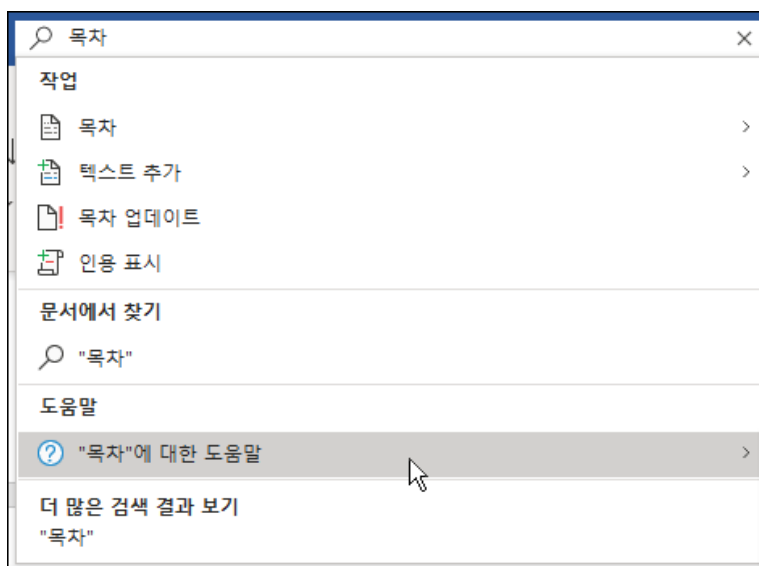 목차
작업
목차
텍스트 추가
목차 업데이트
인용 표시
문서에서 찾기
"목차"
도움말
"목차"에 대한 도움말
더 많은 검색 결과 보기
"목차"